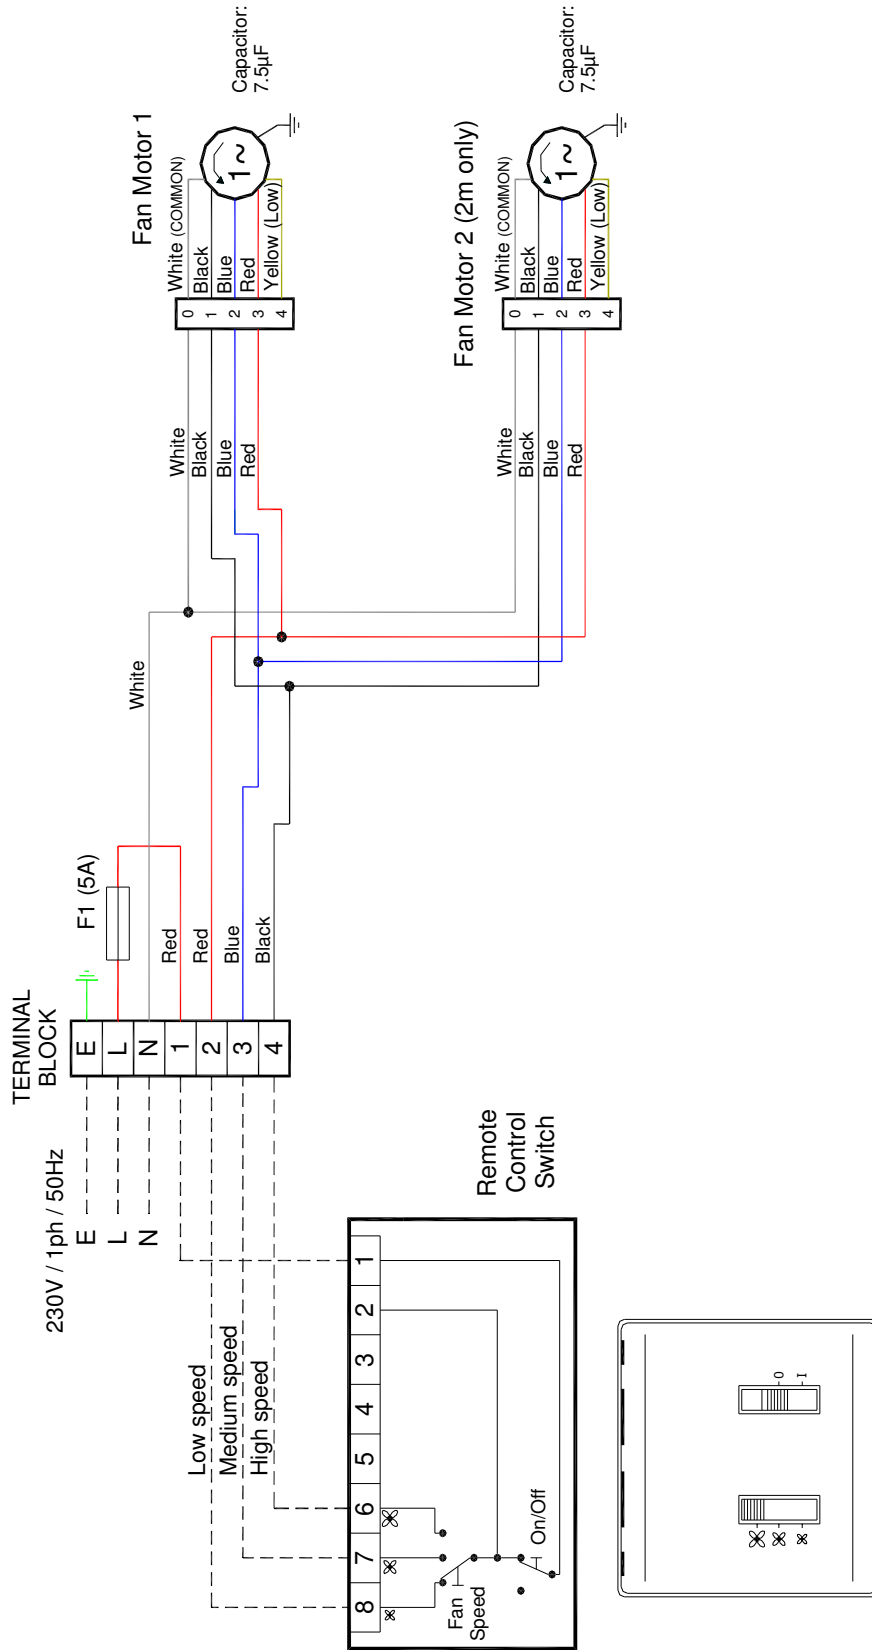 230V / 1ph / 50Hz
E
L
N
TERMINAL
BLOCK
E
L
N
1
2
3
4
F1 (5A)
Red
Red
Blue
Black
White
White
Black
Blue
Red
0
1
2
3
4
White (COMMON)
Black
Blue
Red
Yellow (Low)
Fan Motor 1
1~
Capacitor:
7.5µF
White
Black
Blue
Red
0
1
2
3
4
White (COMMON)
Black
Blue
Red
Yellow (Low)
Fan Motor 2 (2m only)
1~
Capacitor:
7.5µF
Low speed
Medium speed
High speed
Remote
Control
Switch
8
7
6
5
4
3
2
1
Fan
Speed
On/Off
O
I